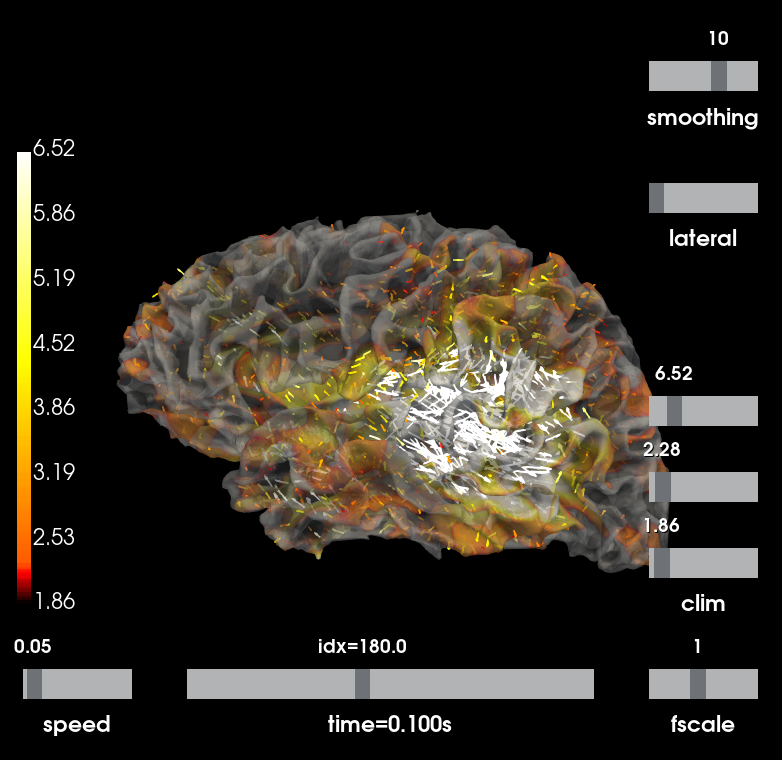 10
smoothing
lateral
6.52
5.86
5.19
4.52
3.86
3.19
2.53
1.86
6.52
2.28
1.86
clim
0.05
speed
idx=180.0
time=0.100s
1
fscale